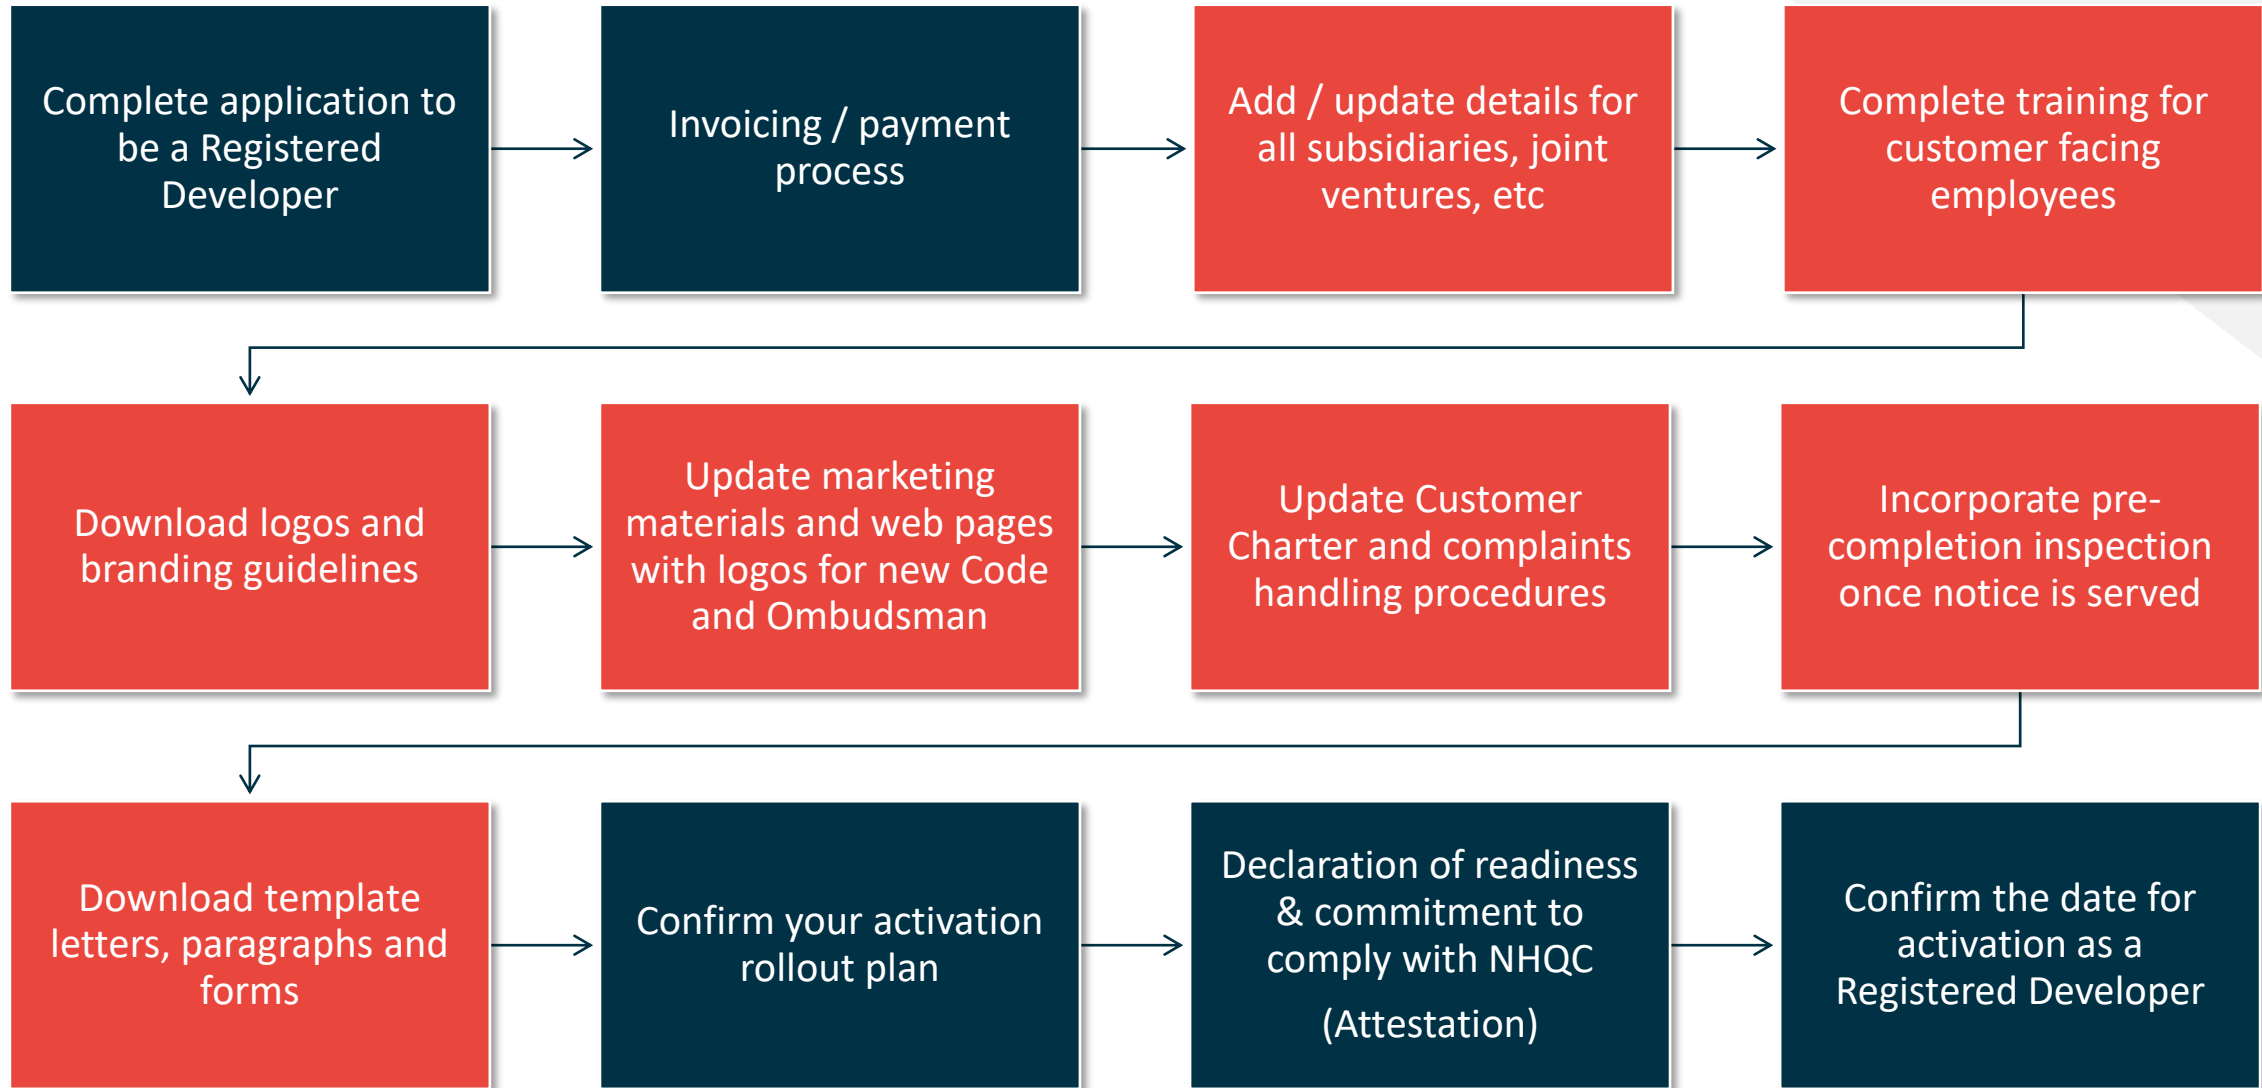 Complete application to
be a Registered
Developer
Invoicing / payment
process
Add / update details for
all subsidiaries, joint
ventures, etc
Complete training for
customer facing
employees
Download logos and
branding guidelines
Update marketing
materials and web pages
with logos for new Code
and Ombudsman
Update Customer
Charter and complaints
handling procedures
Incorporate pre-
completion inspection
once notice is served
Download template
letters, paragraphs and
forms
Confirm your activation
rollout plan
Declaration of readiness
& commitment to
comply with NHQC
(Attestation)
Confirm the date for
activation as a
Registered Developer